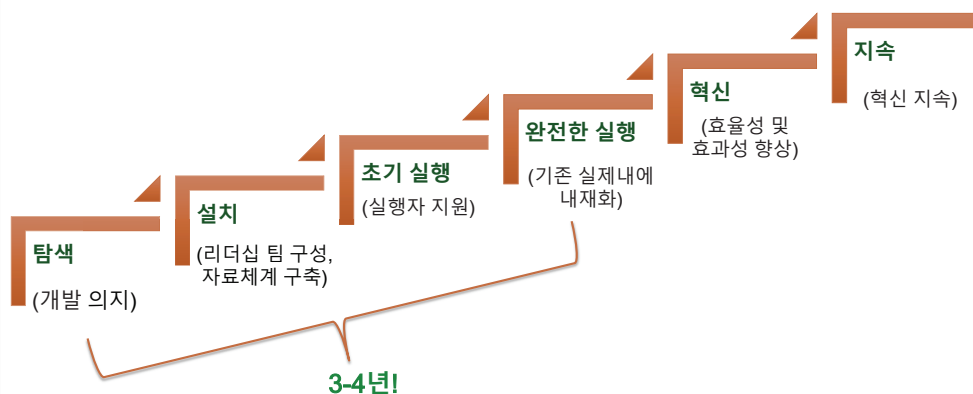 탐색
(개발 의지)
설치
(리더십 팀 구성,
자료체계 구축)
초기 실행
(실행자 지원)
완전한 실행
(기존 실제내에
내재화)
혁신
(효율성 및
효과성 향상)
지속
(혁신 지속)
3-4년!